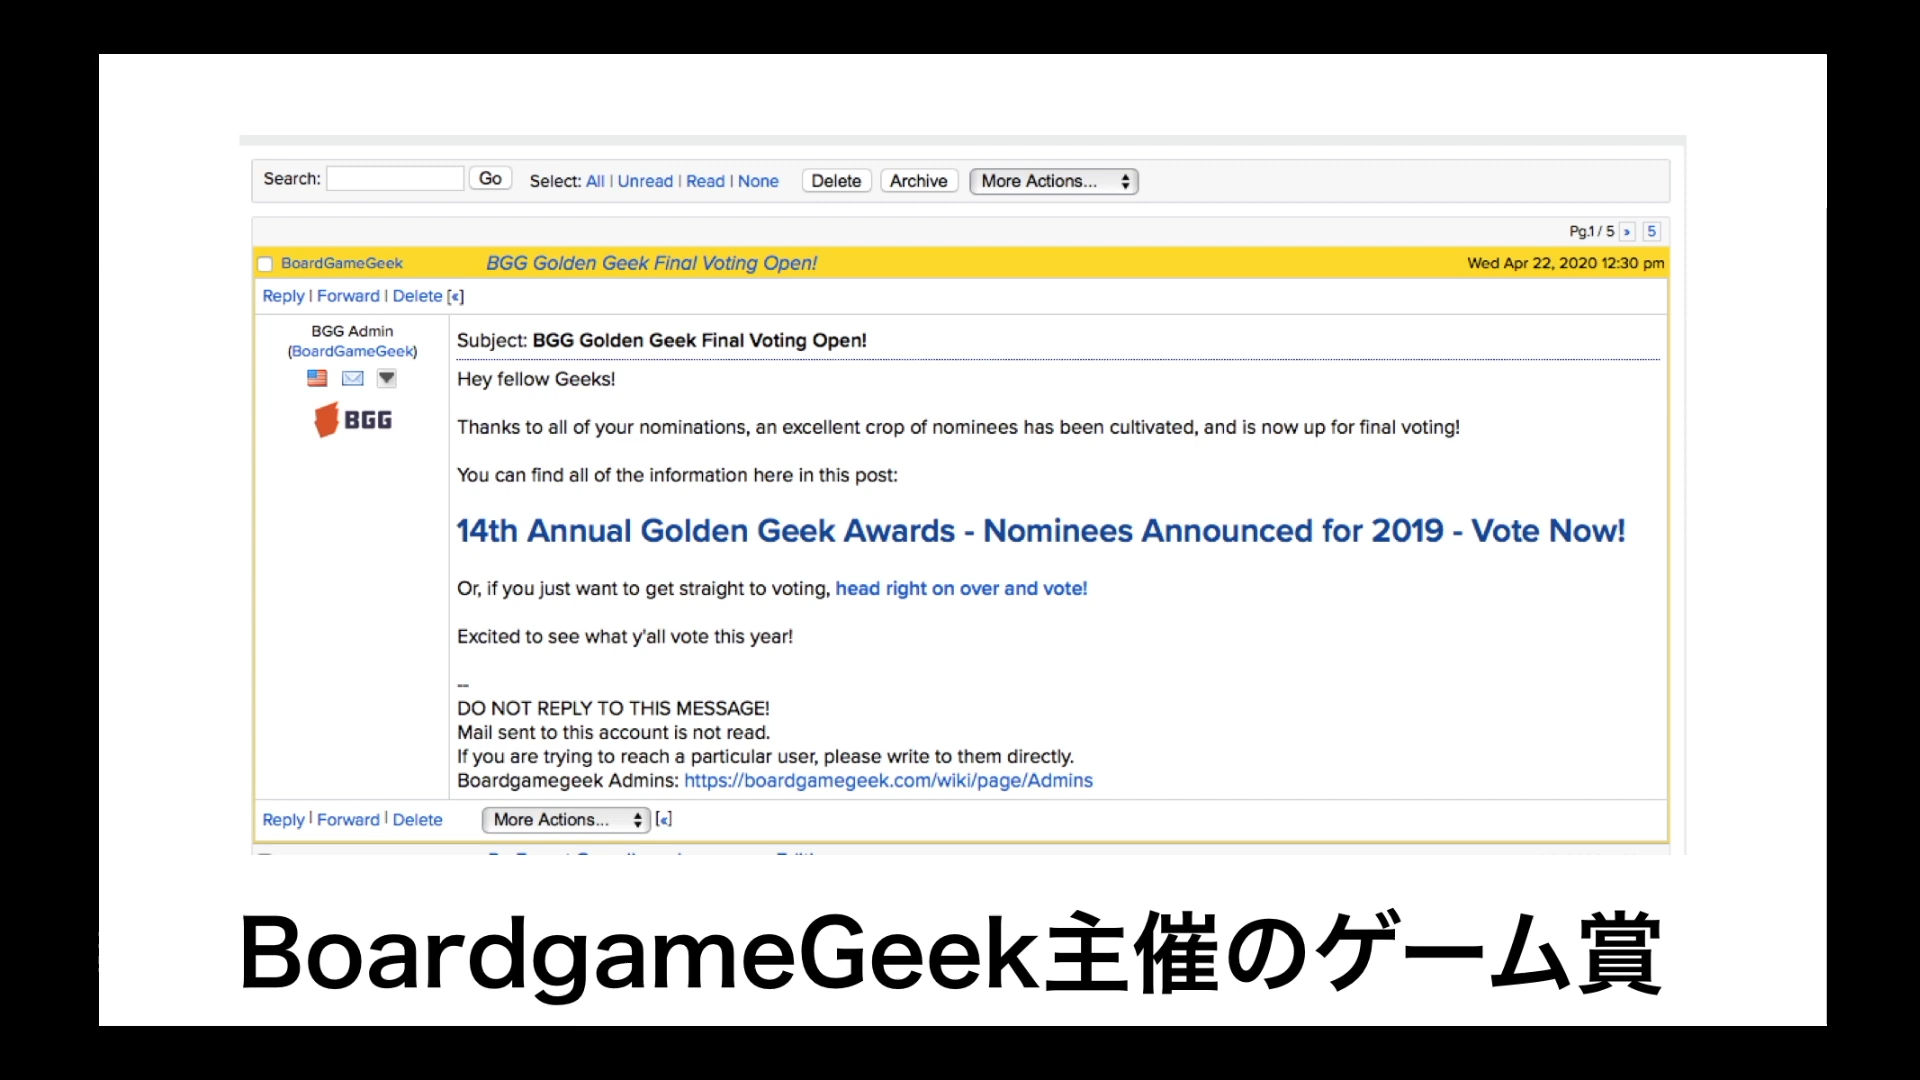 Search: Go Select: All | Unread | Read | None Delete Archive More Actions...
Pg.1 / 5 » 5
BoardGameGeek BGG Golden Geek Final Voting Open! Wed Apr 22, 2020 12:30 pm
Reply | Forward | Delete [«]
BGG Admin
(BoardGameGeek)
BGG
Subject: BGG Golden Geek Final Voting Open!
Hey fellow Geeks!
Thanks to all of your nominations, an excellent crop of nominees has been cultivated, and is now up for final voting!
You can find all of the information here in this post:
14th Annual Golden Geek Awards - Nominees Announced for 2019 - Vote Now!
Or, if you just want to get straight to voting, head right on over and vote!
Excited to see what y'all vote this year!
--
DO NOT REPLY TO THIS MESSAGE!
Mail sent to this account is not read.
If you are trying to reach a particular user, please write to them directly.
Boardgamegeek Admins: https://boardgamegeek.com/wiki/page/Admins
Reply | Forward | Delete More Actions... [«]
BoardgameGeek主催のゲーム賞